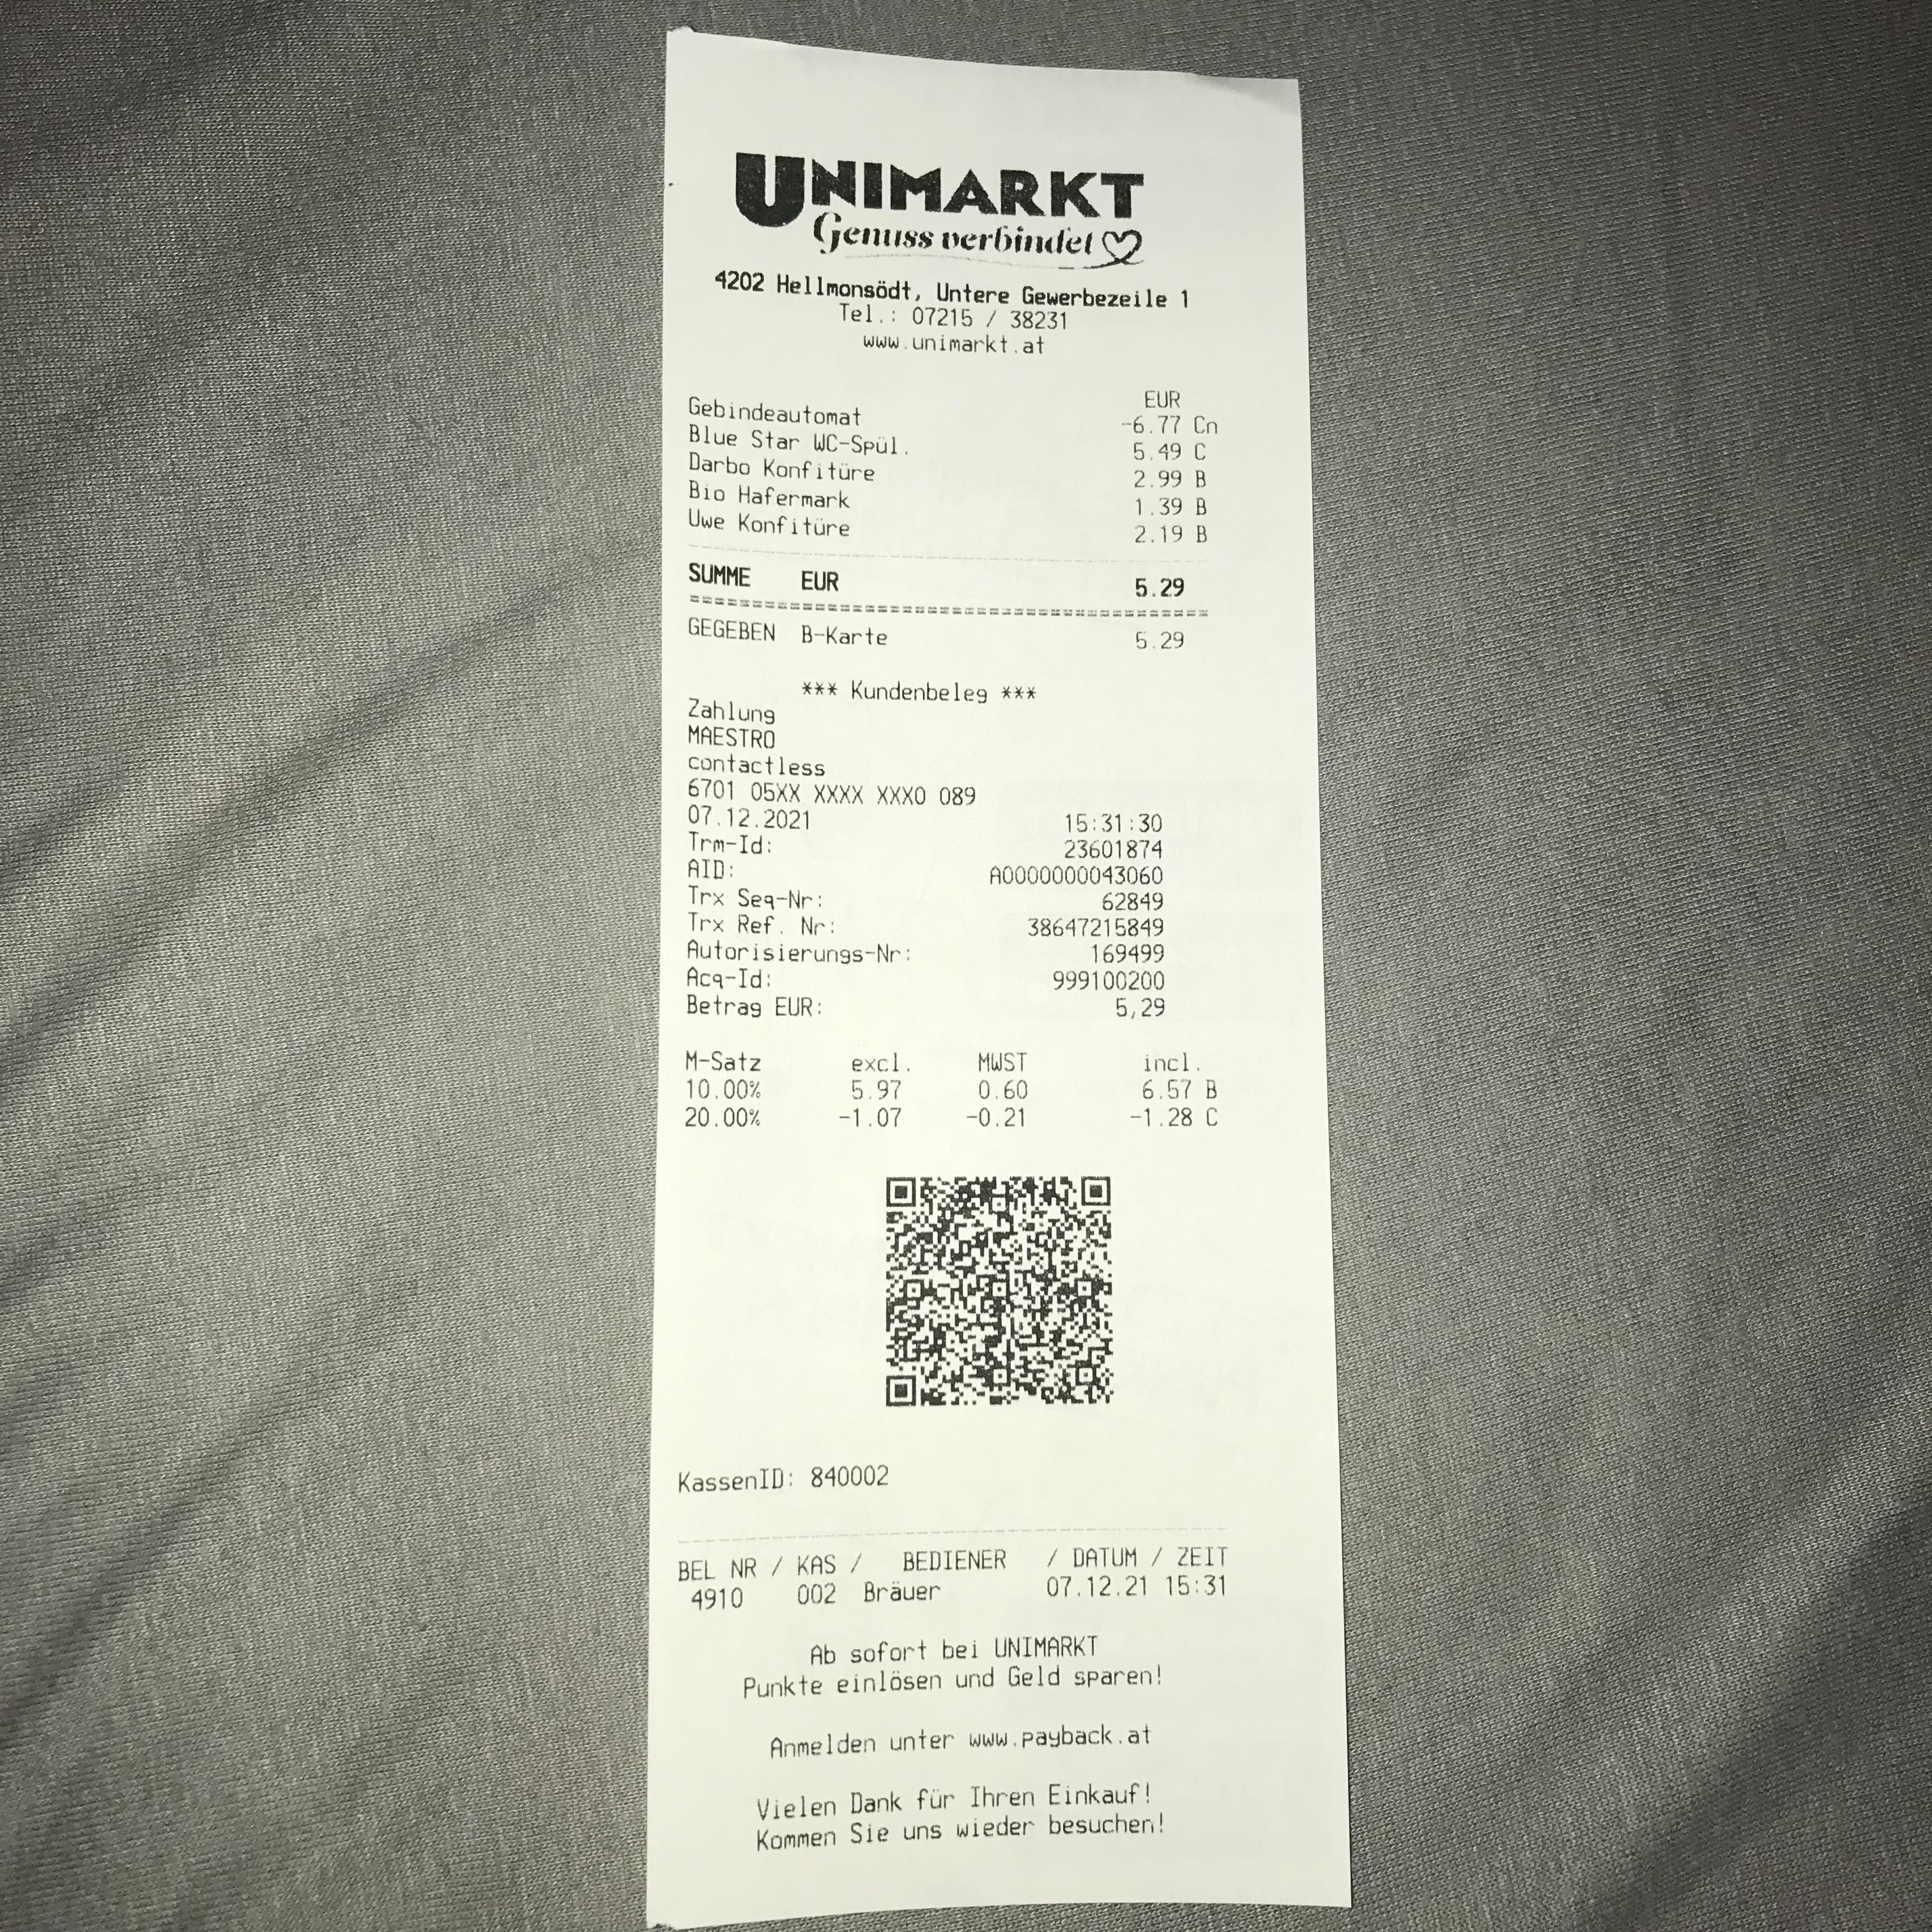 UNIMARKT
Genuss verbindet
4202 Hellmonsödt, Untere Gewerbezeile 1
Tel.: 07215 / 38231
www.unimarkt.at
EUR
Gebindeautomat -6.77 Cn
Blue Star WC-Spül. 5.49 C
Darbo Konfitüre 2.99 B
Bio Hafermark 1.39 B
Uwe Konfitüre 2.19 B
SUMME EUR 5.29
GEGEBEN B-Karte 5.29
*** Kundenbeleg ***
Zahlung
MAESTRO
contactless
6701 05XX XXXX XXX0 089
07.12.2021 15:31:30
Trm-Id: 23601874
AID: A0000000043060
Trx Seq-Nr: 62849
Trx Ref. Nr: 38647215849
Autorisierungs-Nr: 169499
Acq-Id: 999100200
Betrag EUR: 5,29
M-Satz excl. MWST incl.
10.00% 5.97 0.60 6.57 B
20.00% -1.07 -0.21 -1.28 C
KassenID: 840002
BEL NR / KAS / BEDIENER / DATUM / ZEIT
4910 002 Bräuer 07.12.21 15:31
Ab sofort bei UNIMARKT
Punkte einlösen und Geld sparen!
Anmelden unter www.payback.at
Vielen Dank für Ihren Einkauf!
Kommen Sie uns wieder besuchen!